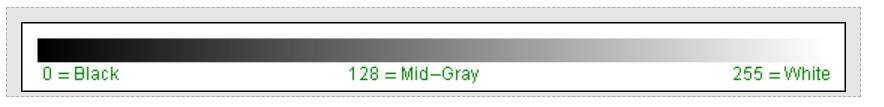 0 = Black 128 = Mid–Gray 255 = White